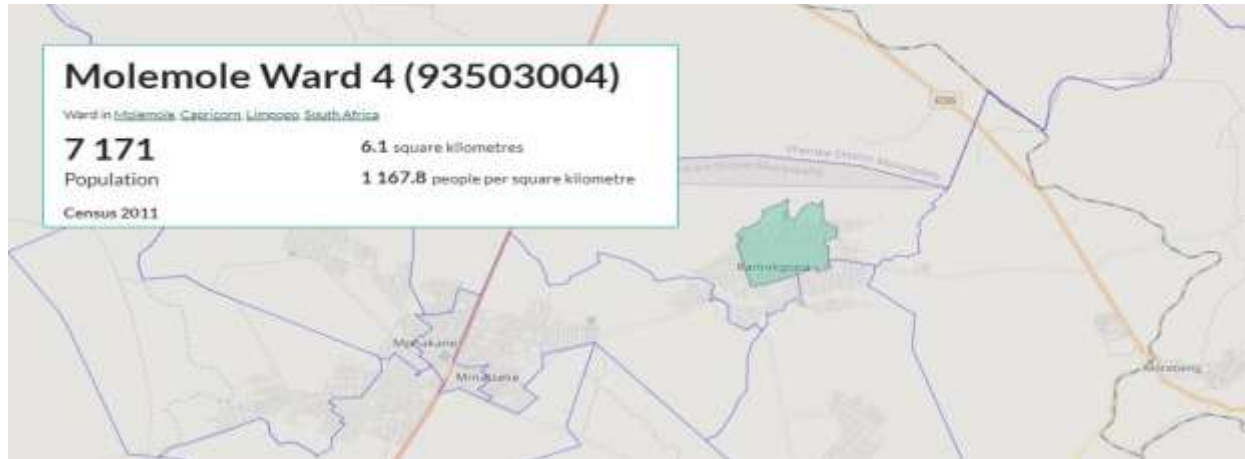 Molemole Ward 4 (93503004)
Ward in Molemole, Capricorn, Limpopo, South Africa
7 171
6.1 square kilometres
Population
1 167.8 people per square kilometre
Census 2011
Ramokgopa